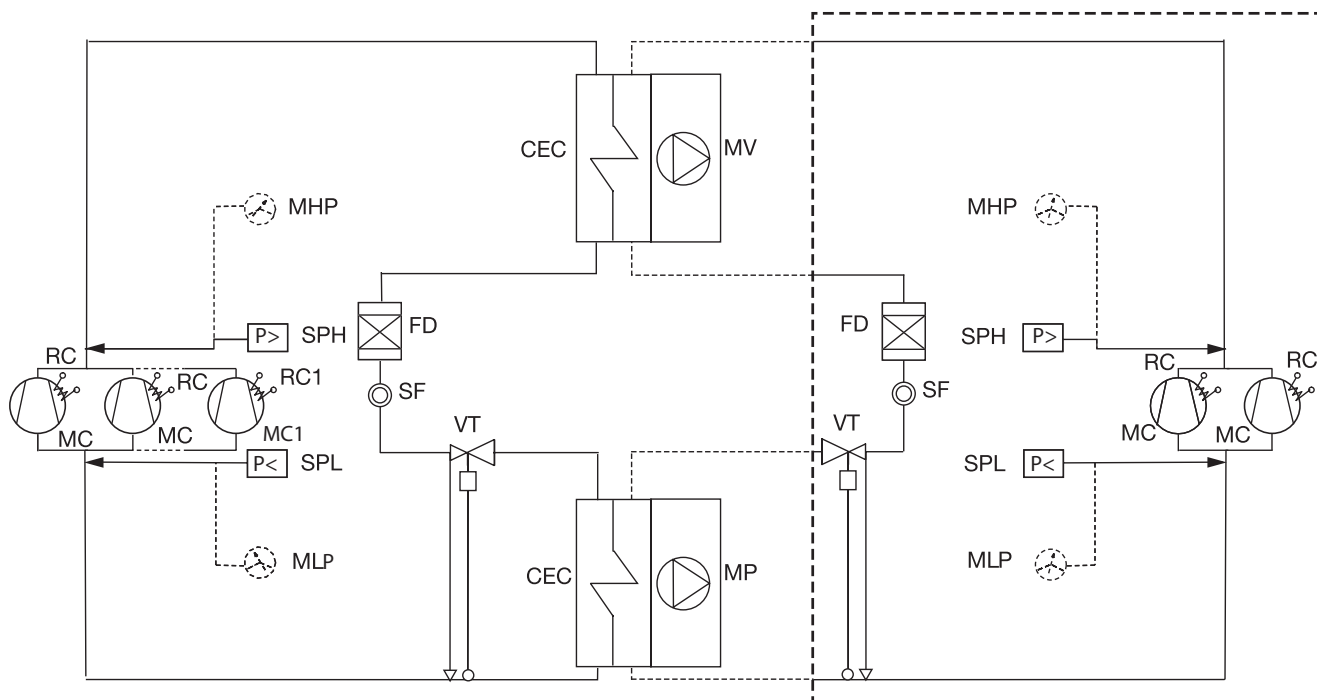 CEC
MV
MHP
MHP
P>
SPH
FD
FD
SPH
P>
RC
RC
RC1
RC
RC
SF
SF
MC
MC
MC1
VT
VT
MC
MC
P<
SPL
SPL
P<
MLP
MLP
CEC
MP